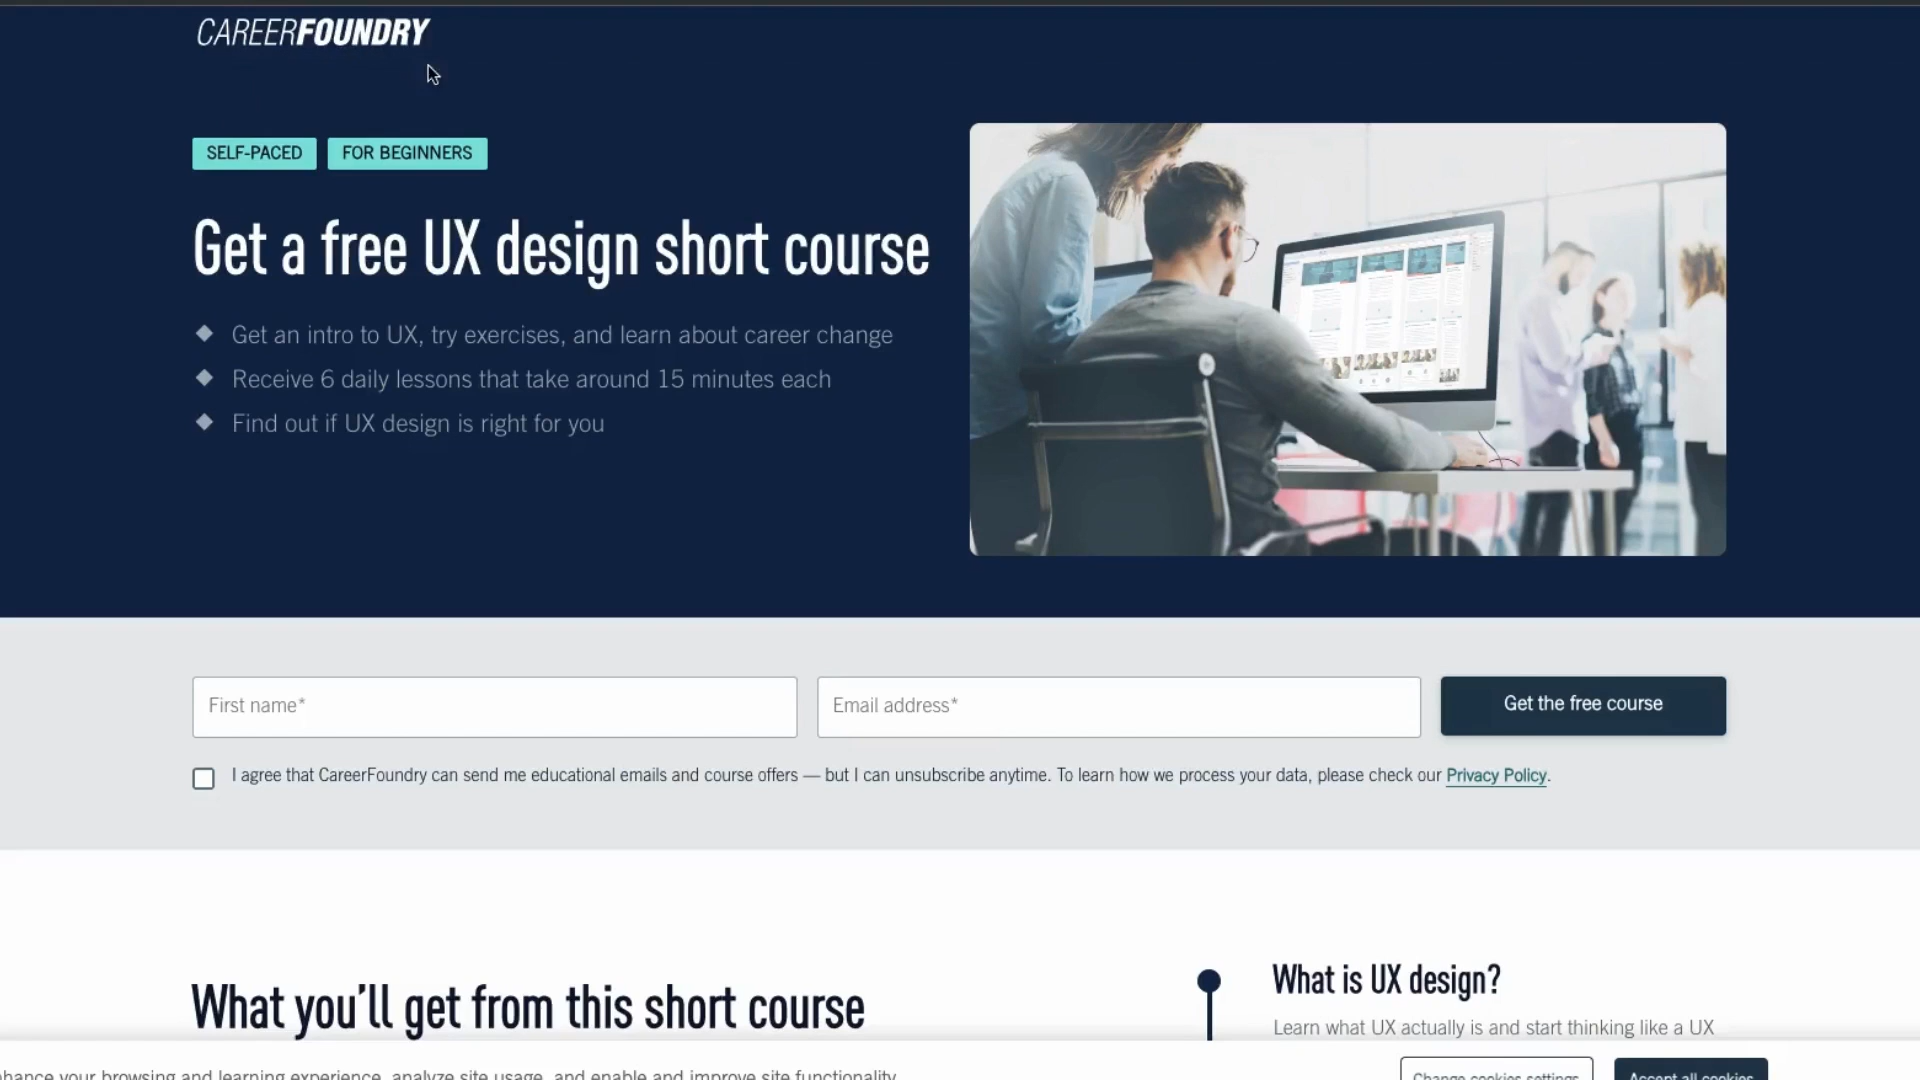 CAREERFOUNDRY
SELF-PACED
FOR BEGINNERS
Get a free UX design short course
Get an intro to UX, try exercises, and learn about career change
Receive 6 daily lessons that take around 15 minutes each
Find out if UX design is right for you
First name*
Email address*
Get the free course
I agree that CareerFoundry can send me educational emails and course offers — but I can unsubscribe anytime. To learn how we process your data, please check our Privacy Policy.
What you’ll get from this short course
What is UX design?
Learn what UX actually is and start thinking like a UX
your browsing and learning experience, analyze site usage, and enable and improve site functionality
Change cookies settings
Accept all cookies